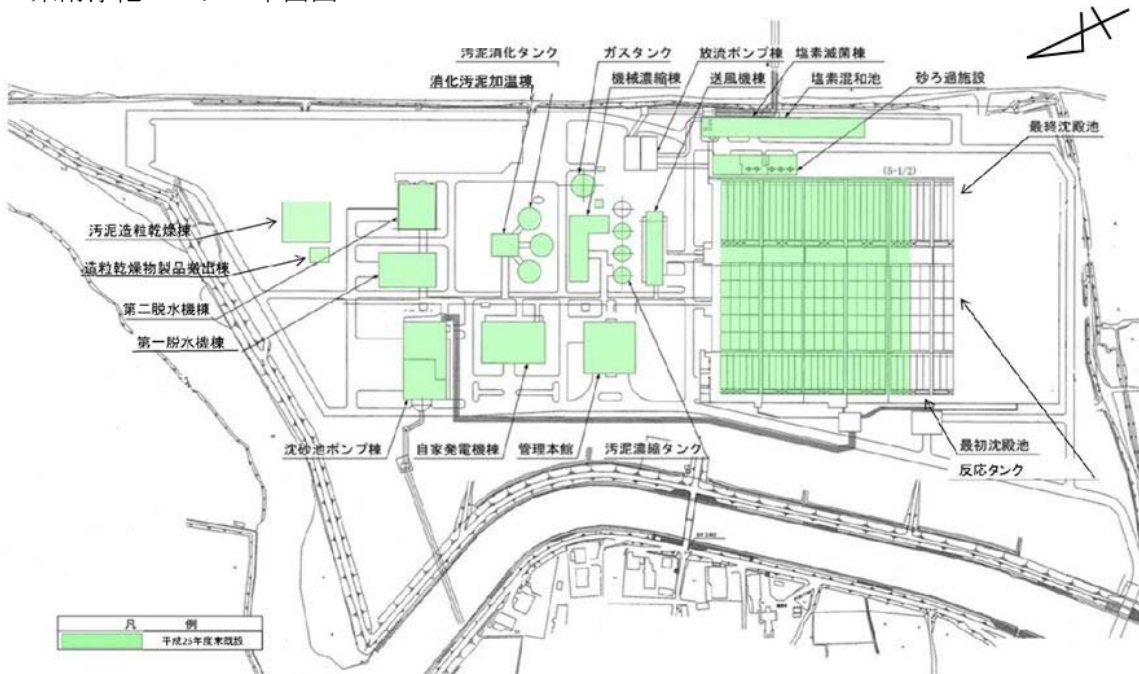 汚泥消化タンク
ガスタンク
放流ポンプ棟
塩素滅菌棟
消化汚泥加温棟
機械濃縮棟
送風機棟
塩素混和池
砂ろ過施設
最終沈殿池
(5-1/2)
汚泥造粒乾燥棟
造粒乾燥物製品搬出棟
第二脱水機棟
第一脱水機棟
沈砂池ポンプ棟
自家発電機棟
管理本館
汚泥濃縮タンク
最初沈殿池
反応タンク
凡 例
平成25年度末既設